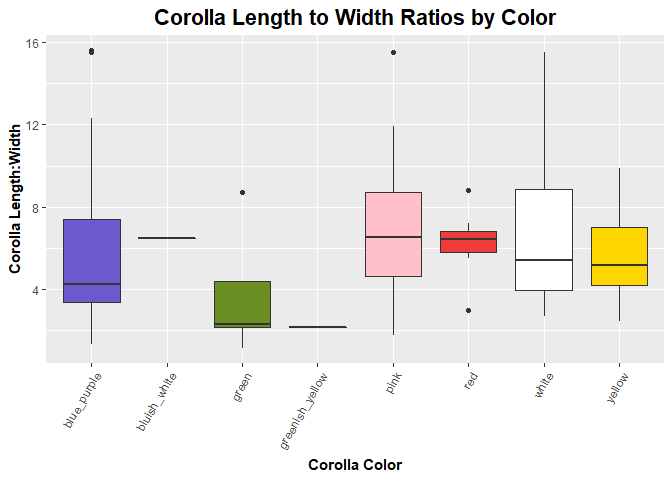 Corolla Length to Width Ratios by Color
Corolla Length:Width
16
12
8
4
blue_purple
bluish_white
green
greenish_yellow
pink
red
white
yellow
Corolla Color